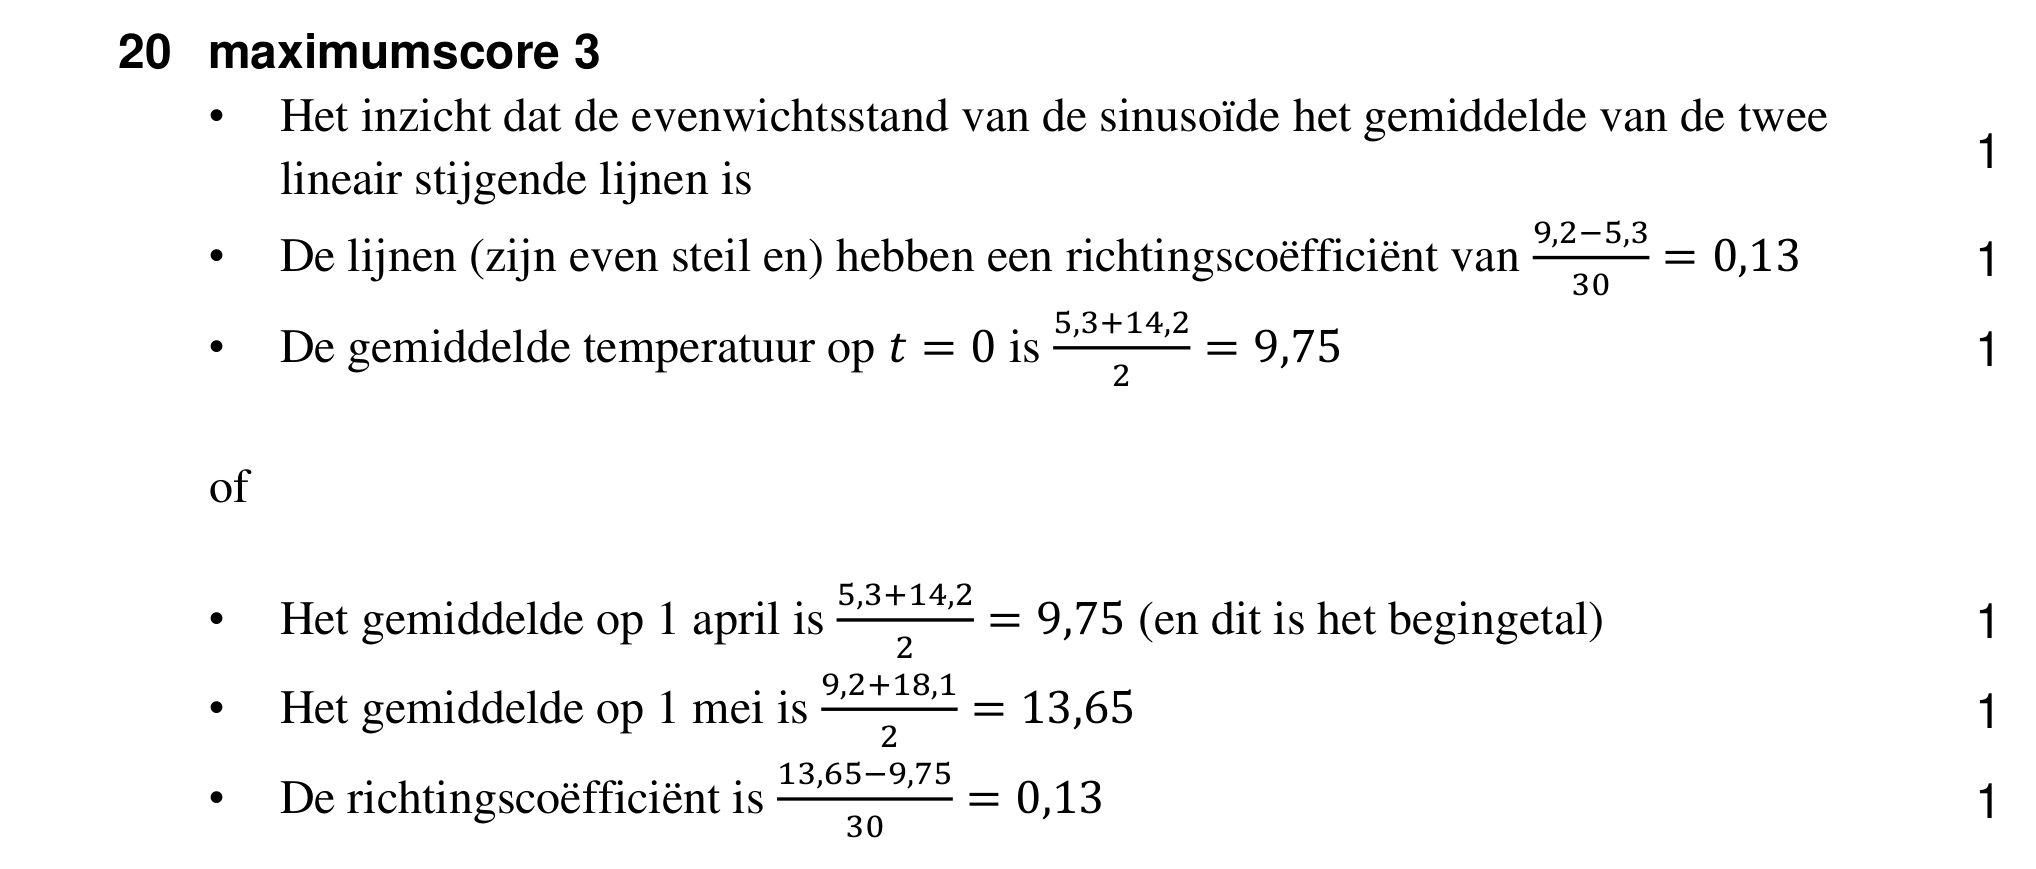 20 maximumscore 3
• Het inzicht dat de evenwichtsstand van de sinusoïde het gemiddelde van de twee
lineair stijgende lijnen is 1
• De lijnen (zijn even steil en) hebben een richtingscoëfficiënt van \frac{9,2−5,3}{30} = 0,13 1
• De gemiddelde temperatuur op t = 0 is \frac{5,3+14,2}{2} = 9,75 1
of
• Het gemiddelde op 1 april is \frac{5,3+14,2}{2} = 9,75 (en dit is het begingetal) 1
• Het gemiddelde op 1 mei is \frac{9,2+18,1}{2} = 13,65 1
• De richtingscoëfficiënt is \frac{13,65−9,75}{30} = 0,13 1